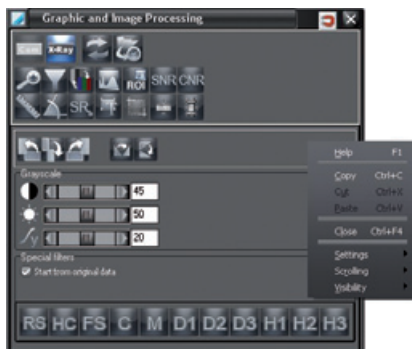 Graphic and Image Processing
Cam X-Ray
ROI SNR CNR
SR
Help F1
Copy Ctrl+C
Cut Ctrl+X
Paste Ctrl+V
Close Ctrl+F4
Settings
Scrolling
Visibility
Grayscale
45
50
γ 20
Special filters
Start from original data
RS HC FS C M D1 D2 D3 H1 H2 H3